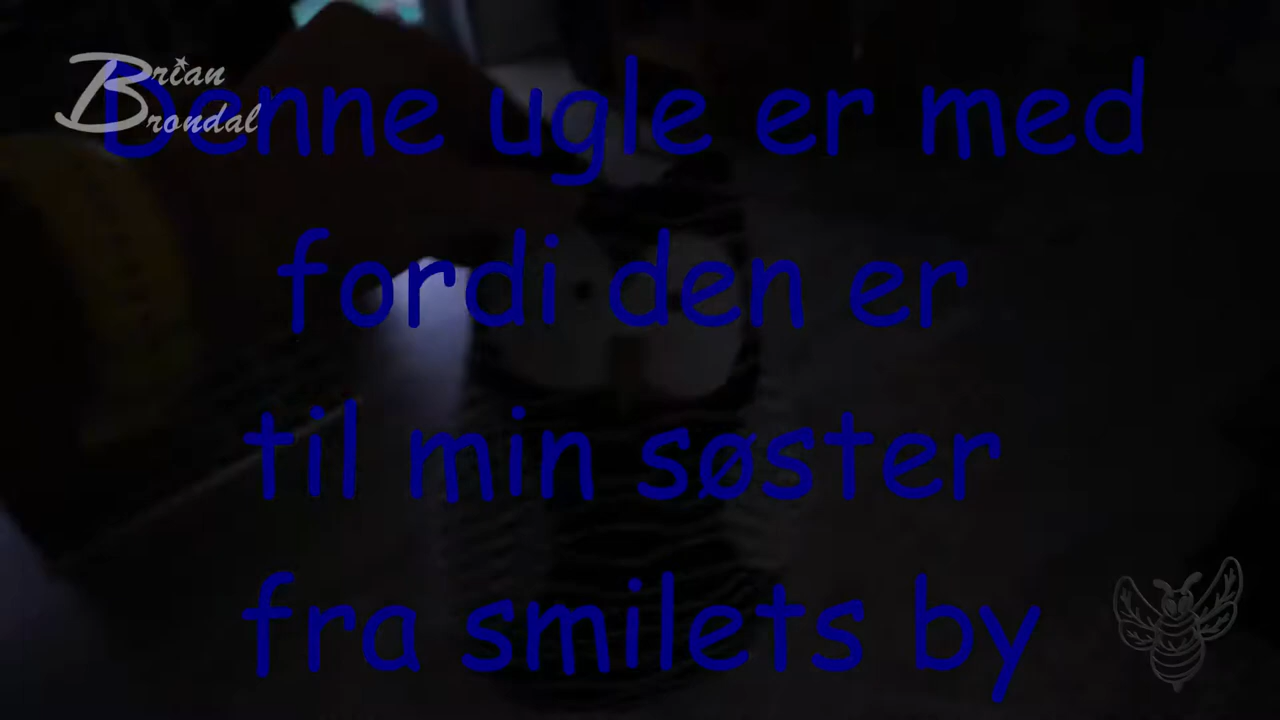 Brian
Brondal
Denne ugle er med
fordi den er
til min søster
fra smilets by